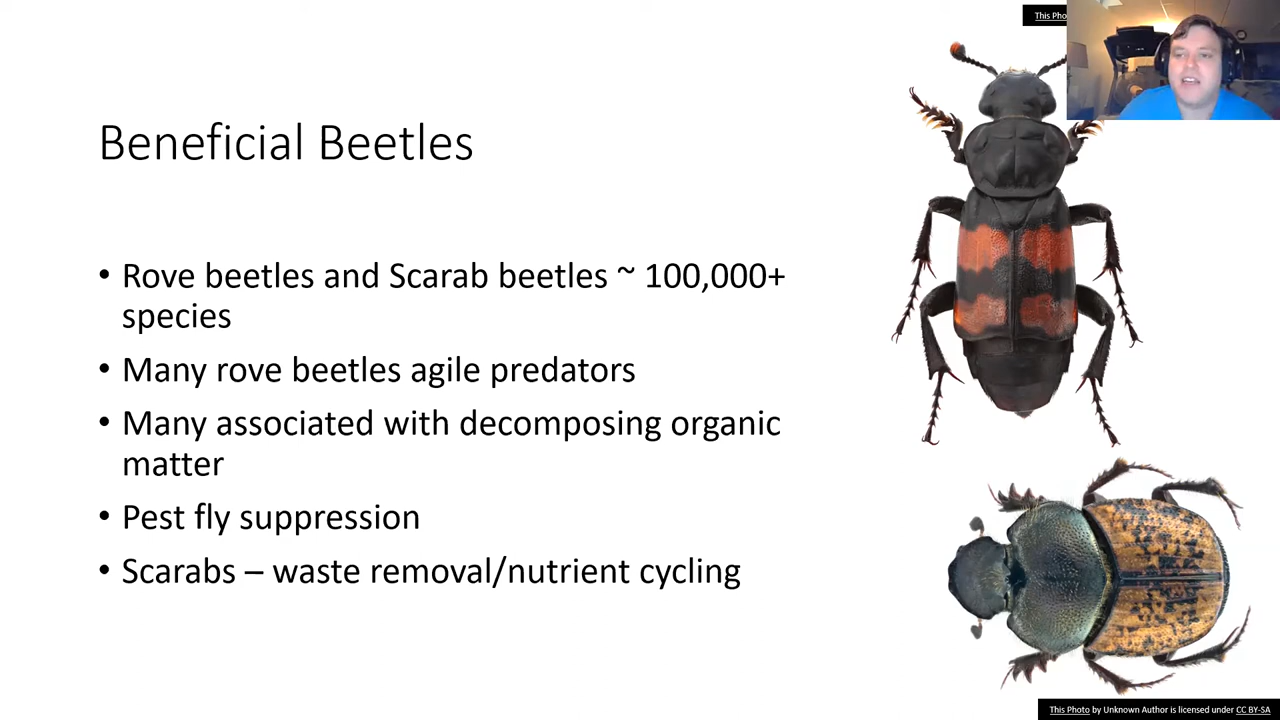 This Pho
Beneficial Beetles
• Rove beetles and Scarab beetles ~ 100,000+
species
• Many rove beetles agile predators
• Many associated with decomposing organic
matter
• Pest fly suppression
• Scarabs – waste removal/nutrient cycling
This Photo by Unknown Author is licensed under CC BY-SA